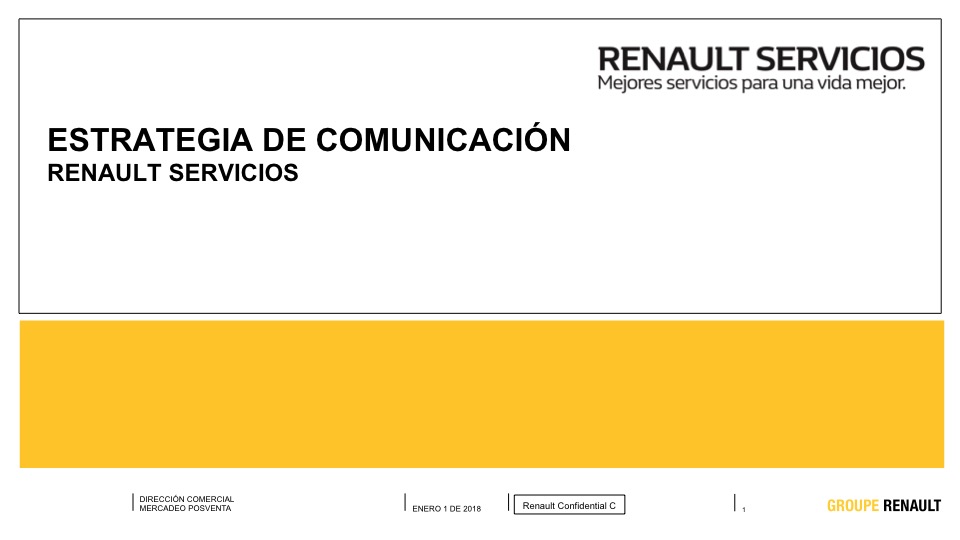 RENAULT SERVICIOS
Mejores servicios para una vida mejor.
ESTRATEGIA DE COMUNICACIÓN
RENAULT SERVICIOS
DIRECCIÓN COMERCIAL
MERCADEO POSVENTA
ENERO 1 DE 2018
Renault Confidential C
1
GROUPE RENAULT